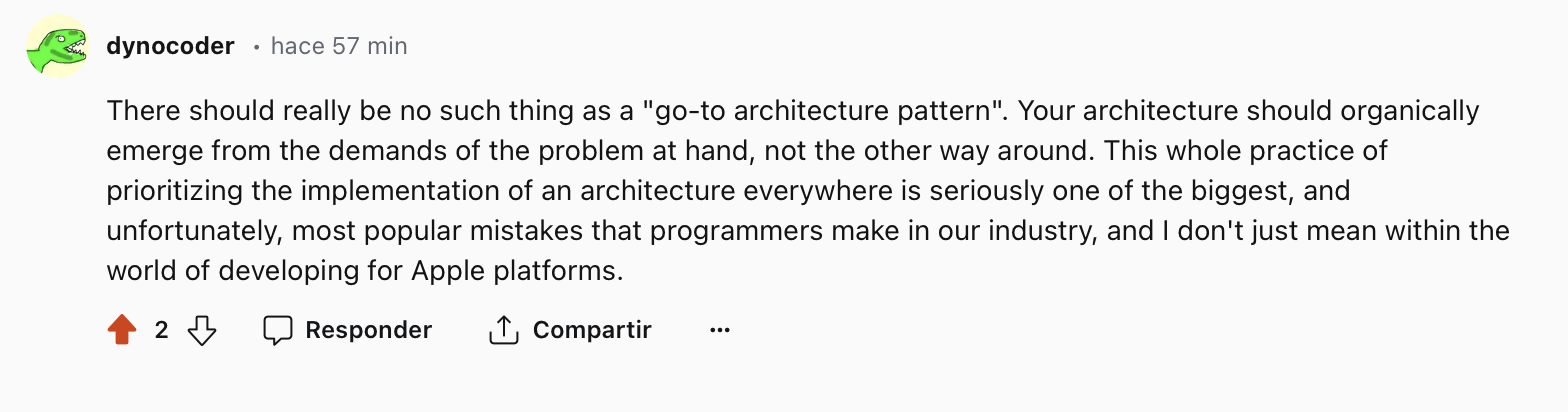 dynocoder • hace 57 min
There should really be no such thing as a "go-to architecture pattern". Your architecture should organically
emerge from the demands of the problem at hand, not the other way around. This whole practice of
prioritizing the implementation of an architecture everywhere is seriously one of the biggest, and
unfortunately, most popular mistakes that programmers make in our industry, and I don't just mean within the
world of developing for Apple platforms.
2 Responder Compartir ...